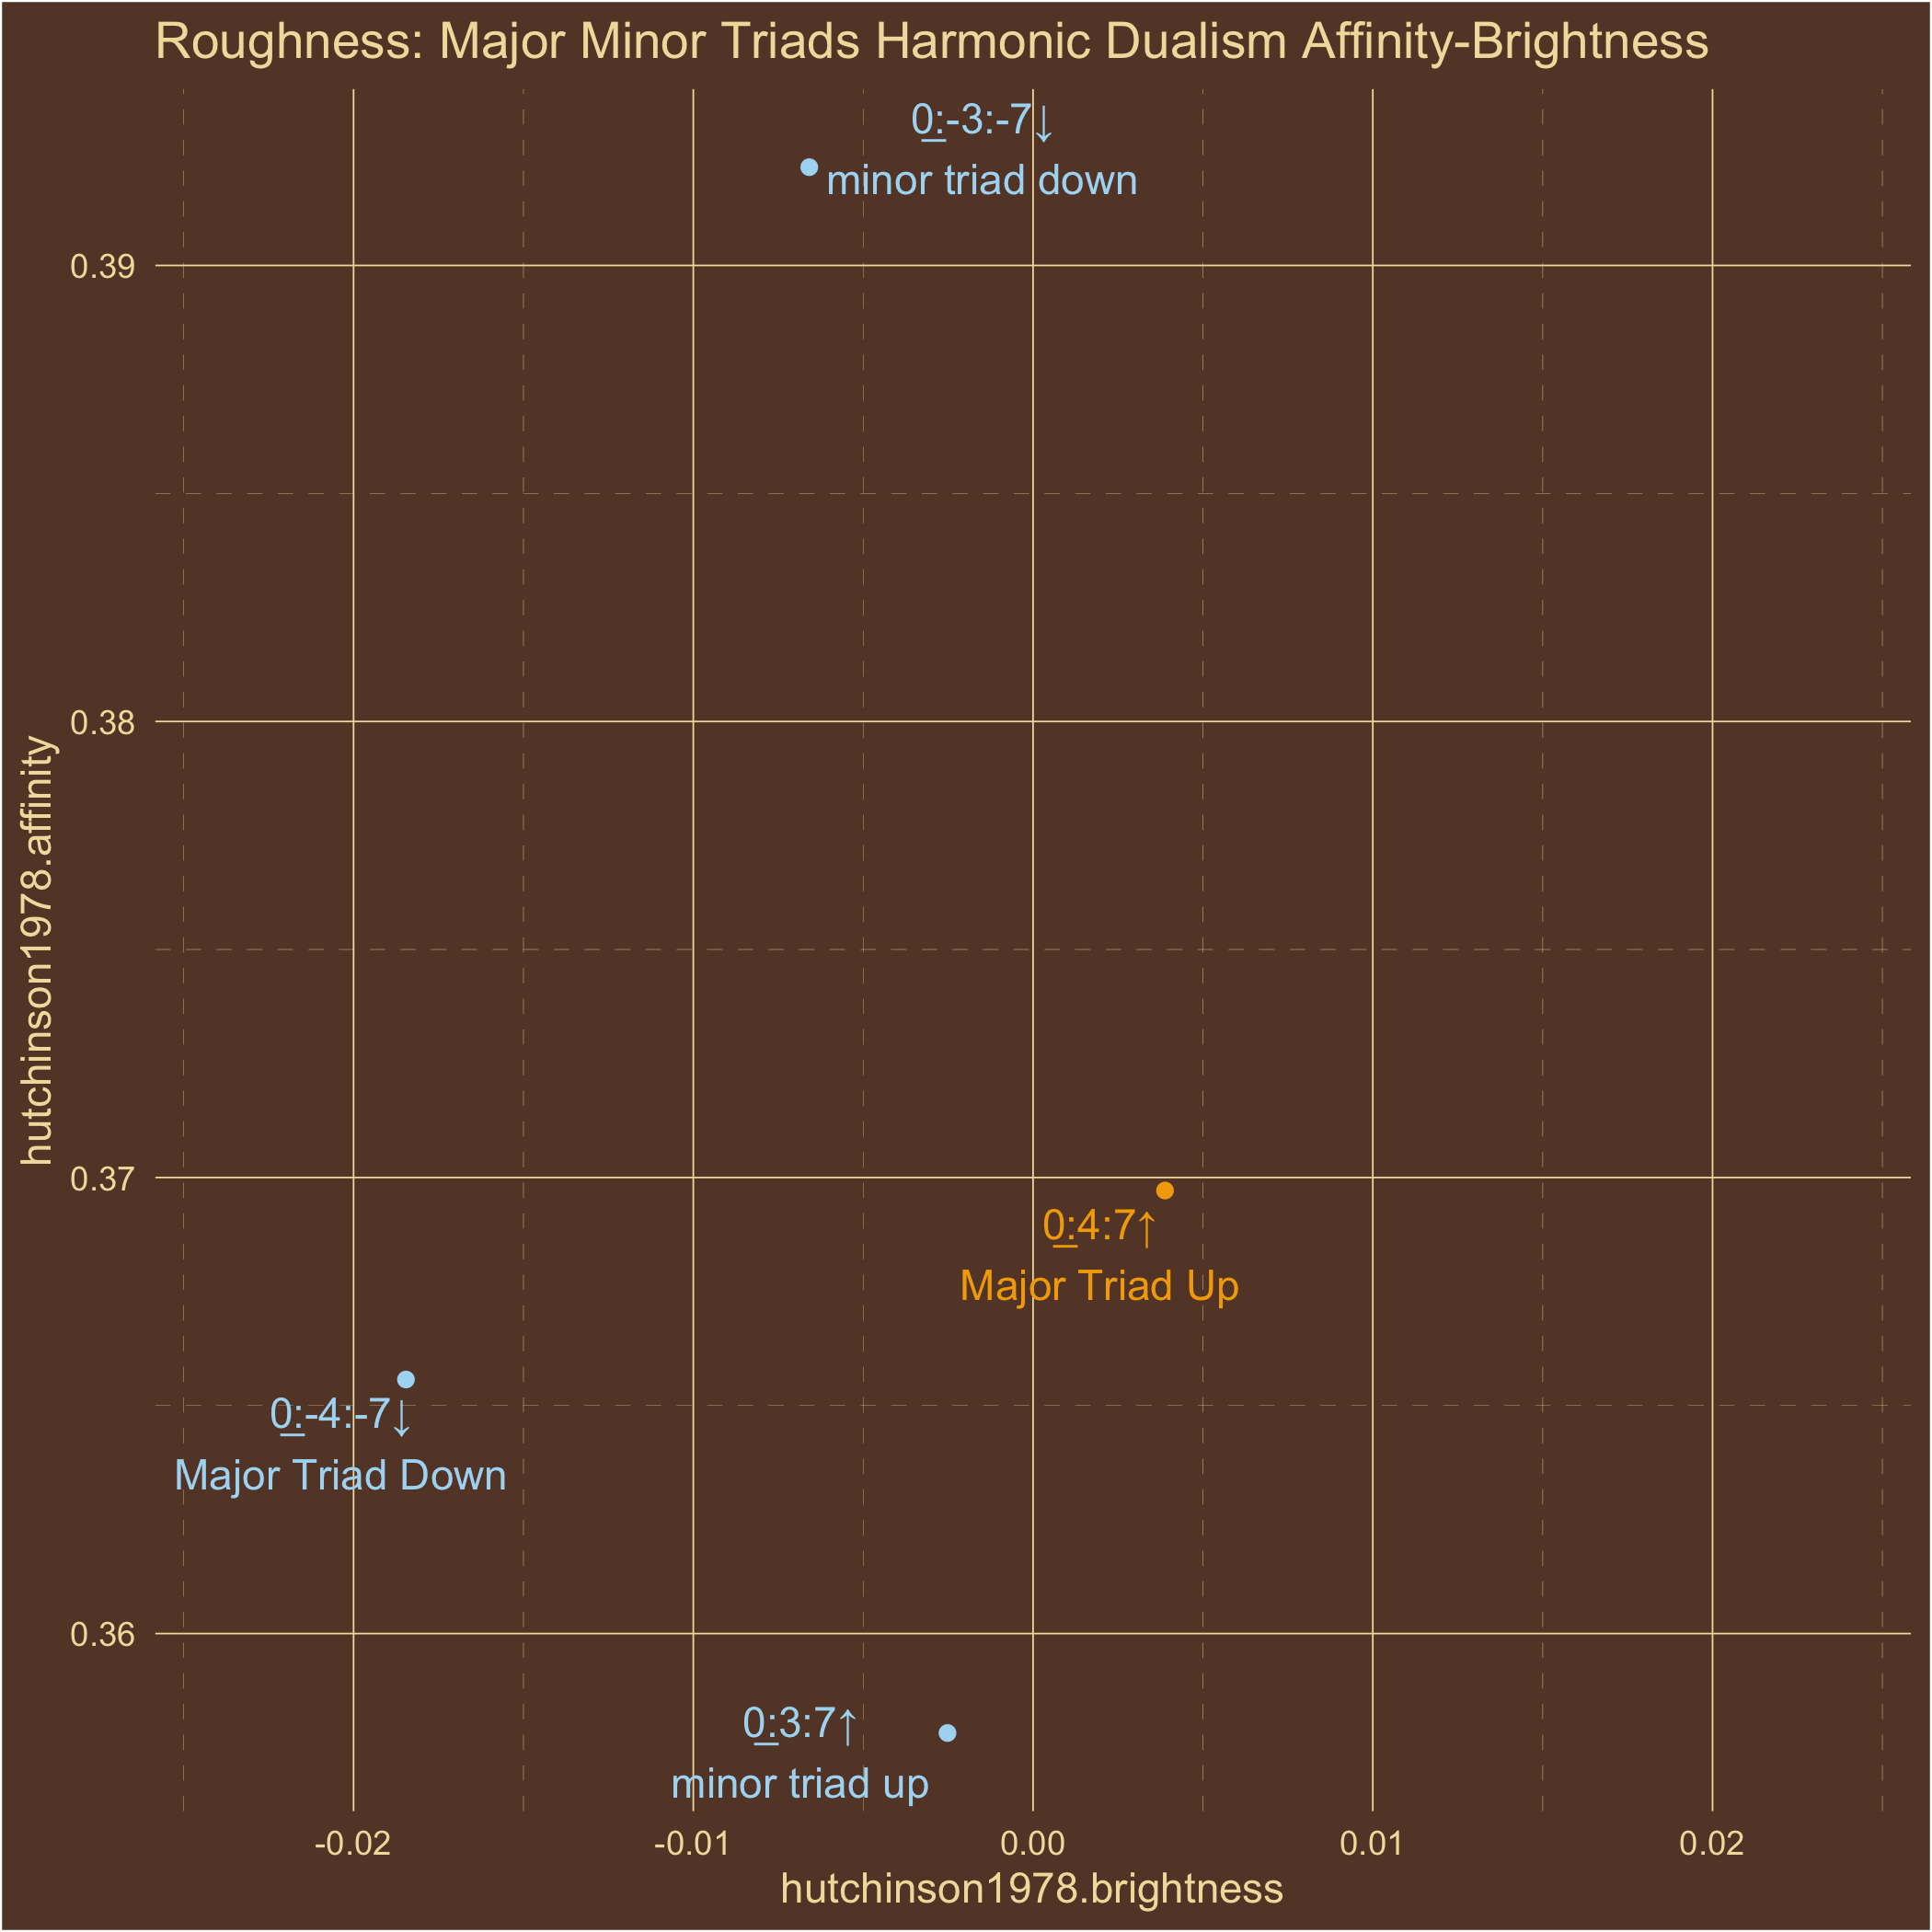 Roughness: Major Minor Triads Harmonic Dualism Affinity-Brightness
0:-3:-7↓
minor triad down
0.39
0.38
hutchinson1978.affinity
0.37
0:4:7↑
Major Triad Up
0:-4:-7↓
Major Triad Down
0.36
0:3:7↑
minor triad up
-0.02
-0.01
0.00
0.01
0.02
hutchinson1978.brightness